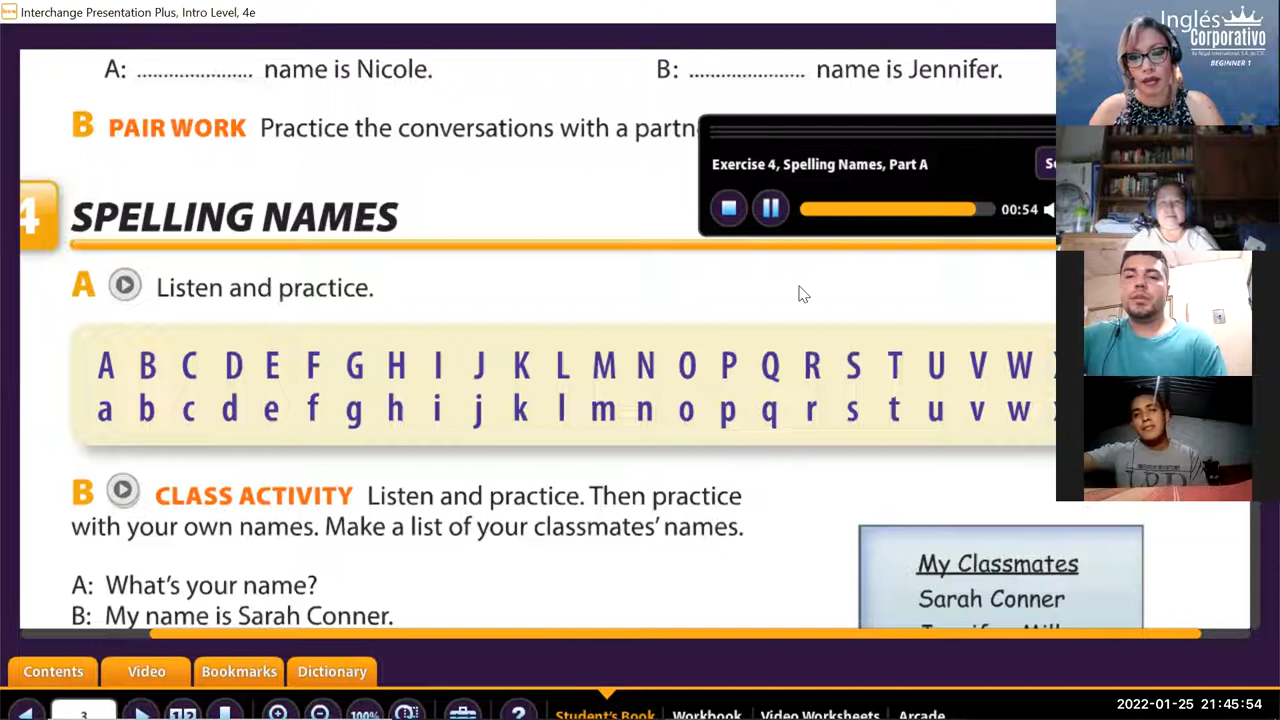 Interchange Presentation Plus, Intro Level, 4e
Inglés
Corporativo
By Regal International, S.A. de C.V.
BEGINNER 1
A: ...................... name is Nicole.
B: ...................... name is Jennifer.
B PAIR WORK Practice the conversations with a partn
Exercise 4, Spelling Names, Part A
00:54
4 SPELLING NAMES
A Listen and practice.
A B C D E F G H I J K L M N O P Q R S T U V W
a b c d e f g h i j k l m n o p q r s t u v w
B CLASS ACTIVITY Listen and practice. Then practice
with your own names. Make a list of your classmates’ names.
A: What’s your name?
B: My name is Sarah Conner.
My Classmates
Sarah Conner
Contents Video Bookmarks Dictionary
3 100% ? Student's Book Workbook Video Worksheets Arcade
2022-01-25 21:45:54